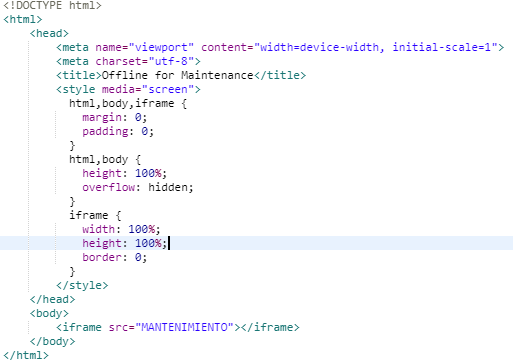 <!DOCTYPE html>
<html>
<head>
<meta name="viewport" content="width=device-width, initial-scale=1">
<meta charset="utf-8">
<title>Offline for Maintenance</title>
<style media="screen">
html,body,iframe {
margin: 0;
padding: 0;
}
html,body {
height: 100%;
overflow: hidden;
}
iframe {
width: 100%;
height: 100%;
border: 0;
}
</style>
</head>
<body>
<iframe src="MANTENIMIENTO"></iframe>
</body>
</html>